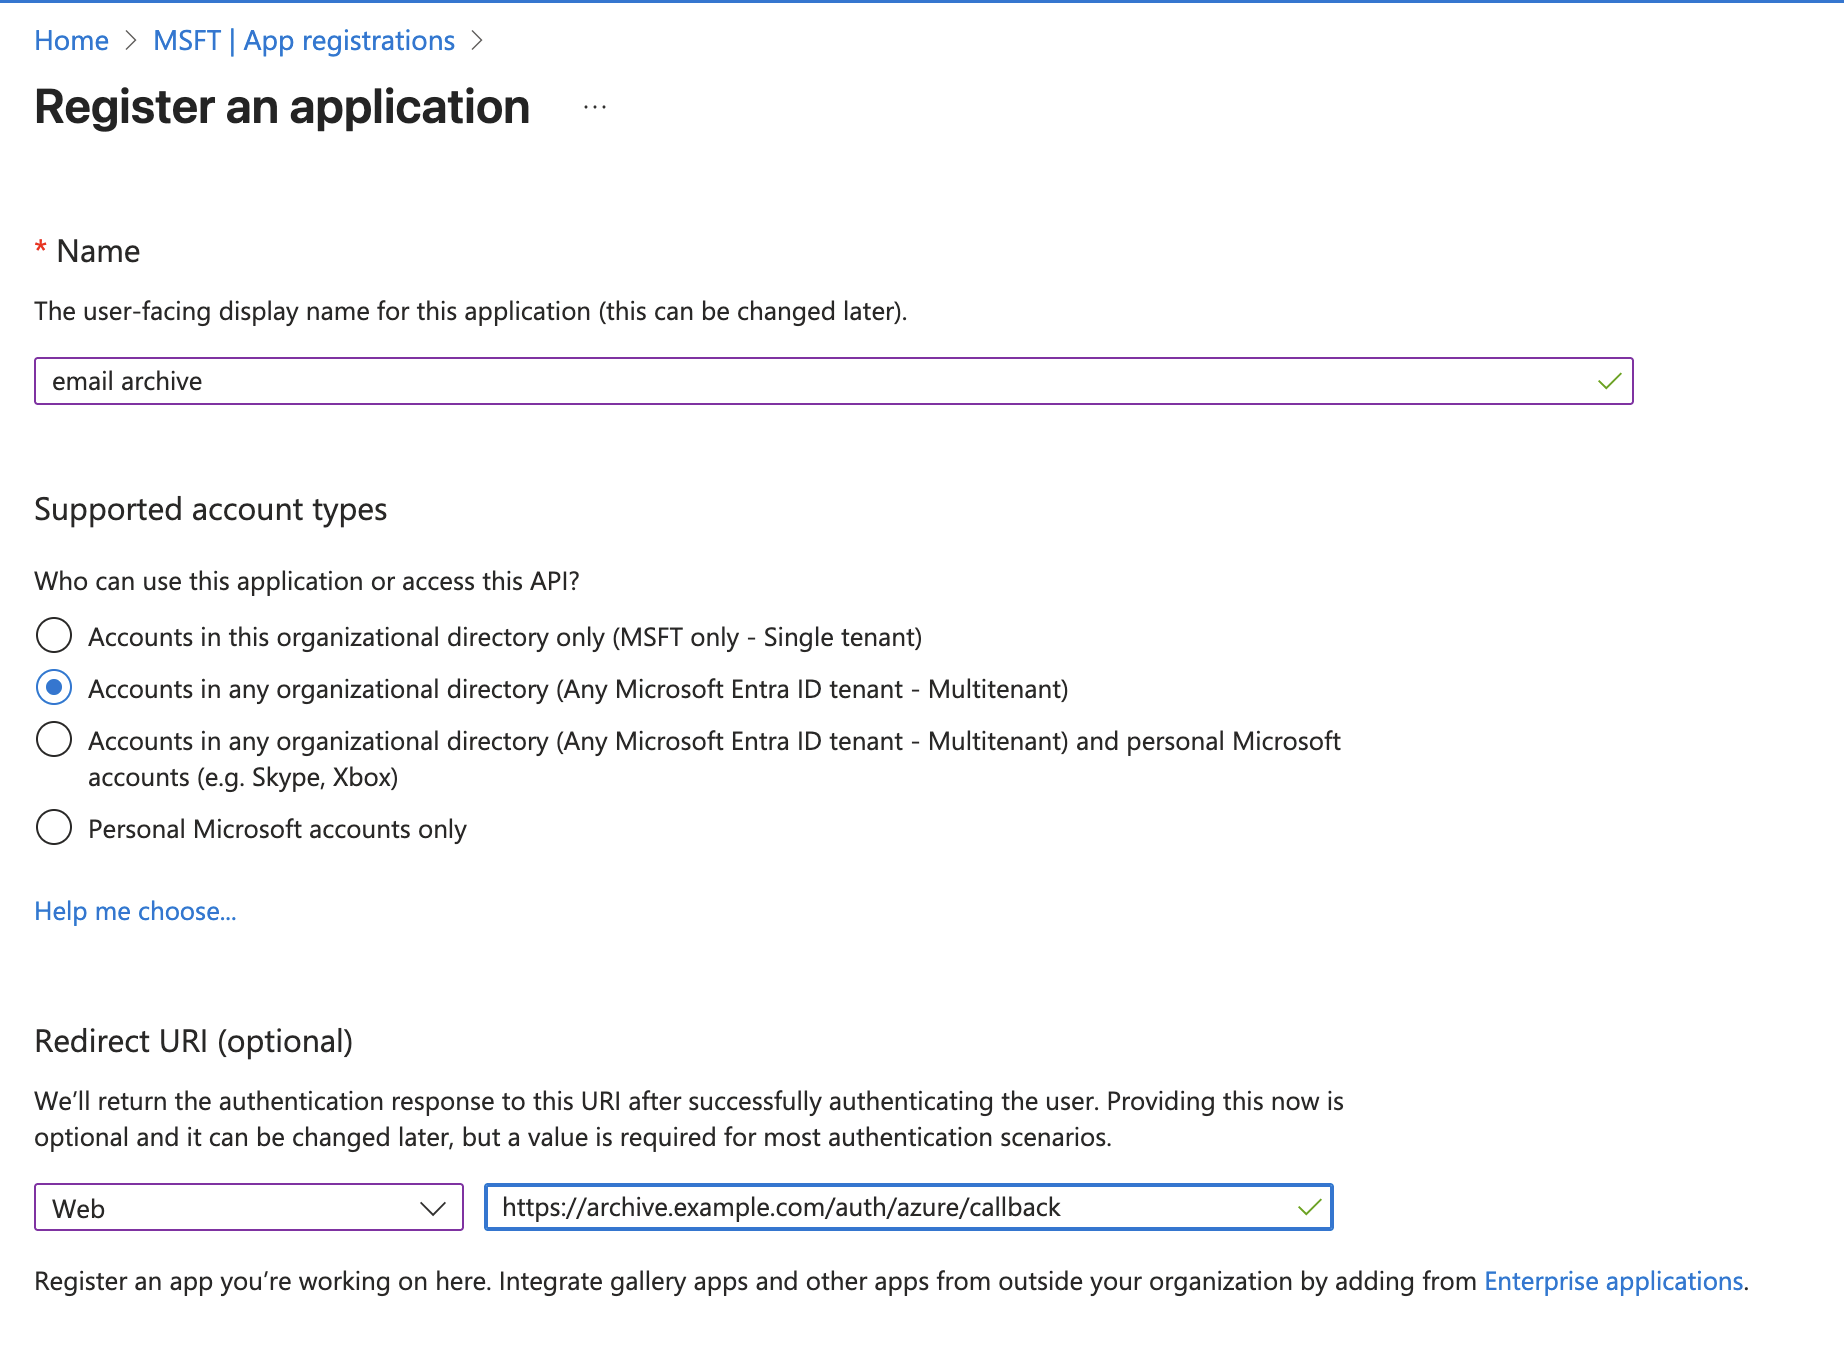 Home > MSFT | App registrations >
Register an application ...
* Name
The user-facing display name for this application (this can be changed later).
email archive
Supported account types
Who can use this application or access this API?
Accounts in this organizational directory only (MSFT only - Single tenant)
Accounts in any organizational directory (Any Microsoft Entra ID tenant - Multitenant)
Accounts in any organizational directory (Any Microsoft Entra ID tenant - Multitenant) and personal Microsoft
accounts (e.g. Skype, Xbox)
Personal Microsoft accounts only
Help me choose...
Redirect URI (optional)
We’ll return the authentication response to this URI after successfully authenticating the user. Providing this now is
optional and it can be changed later, but a value is required for most authentication scenarios.
Web https://archive.example.com/auth/azure/callback
Register an app you’re working on here. Integrate gallery apps and other apps from outside your organization by adding from Enterprise applications.